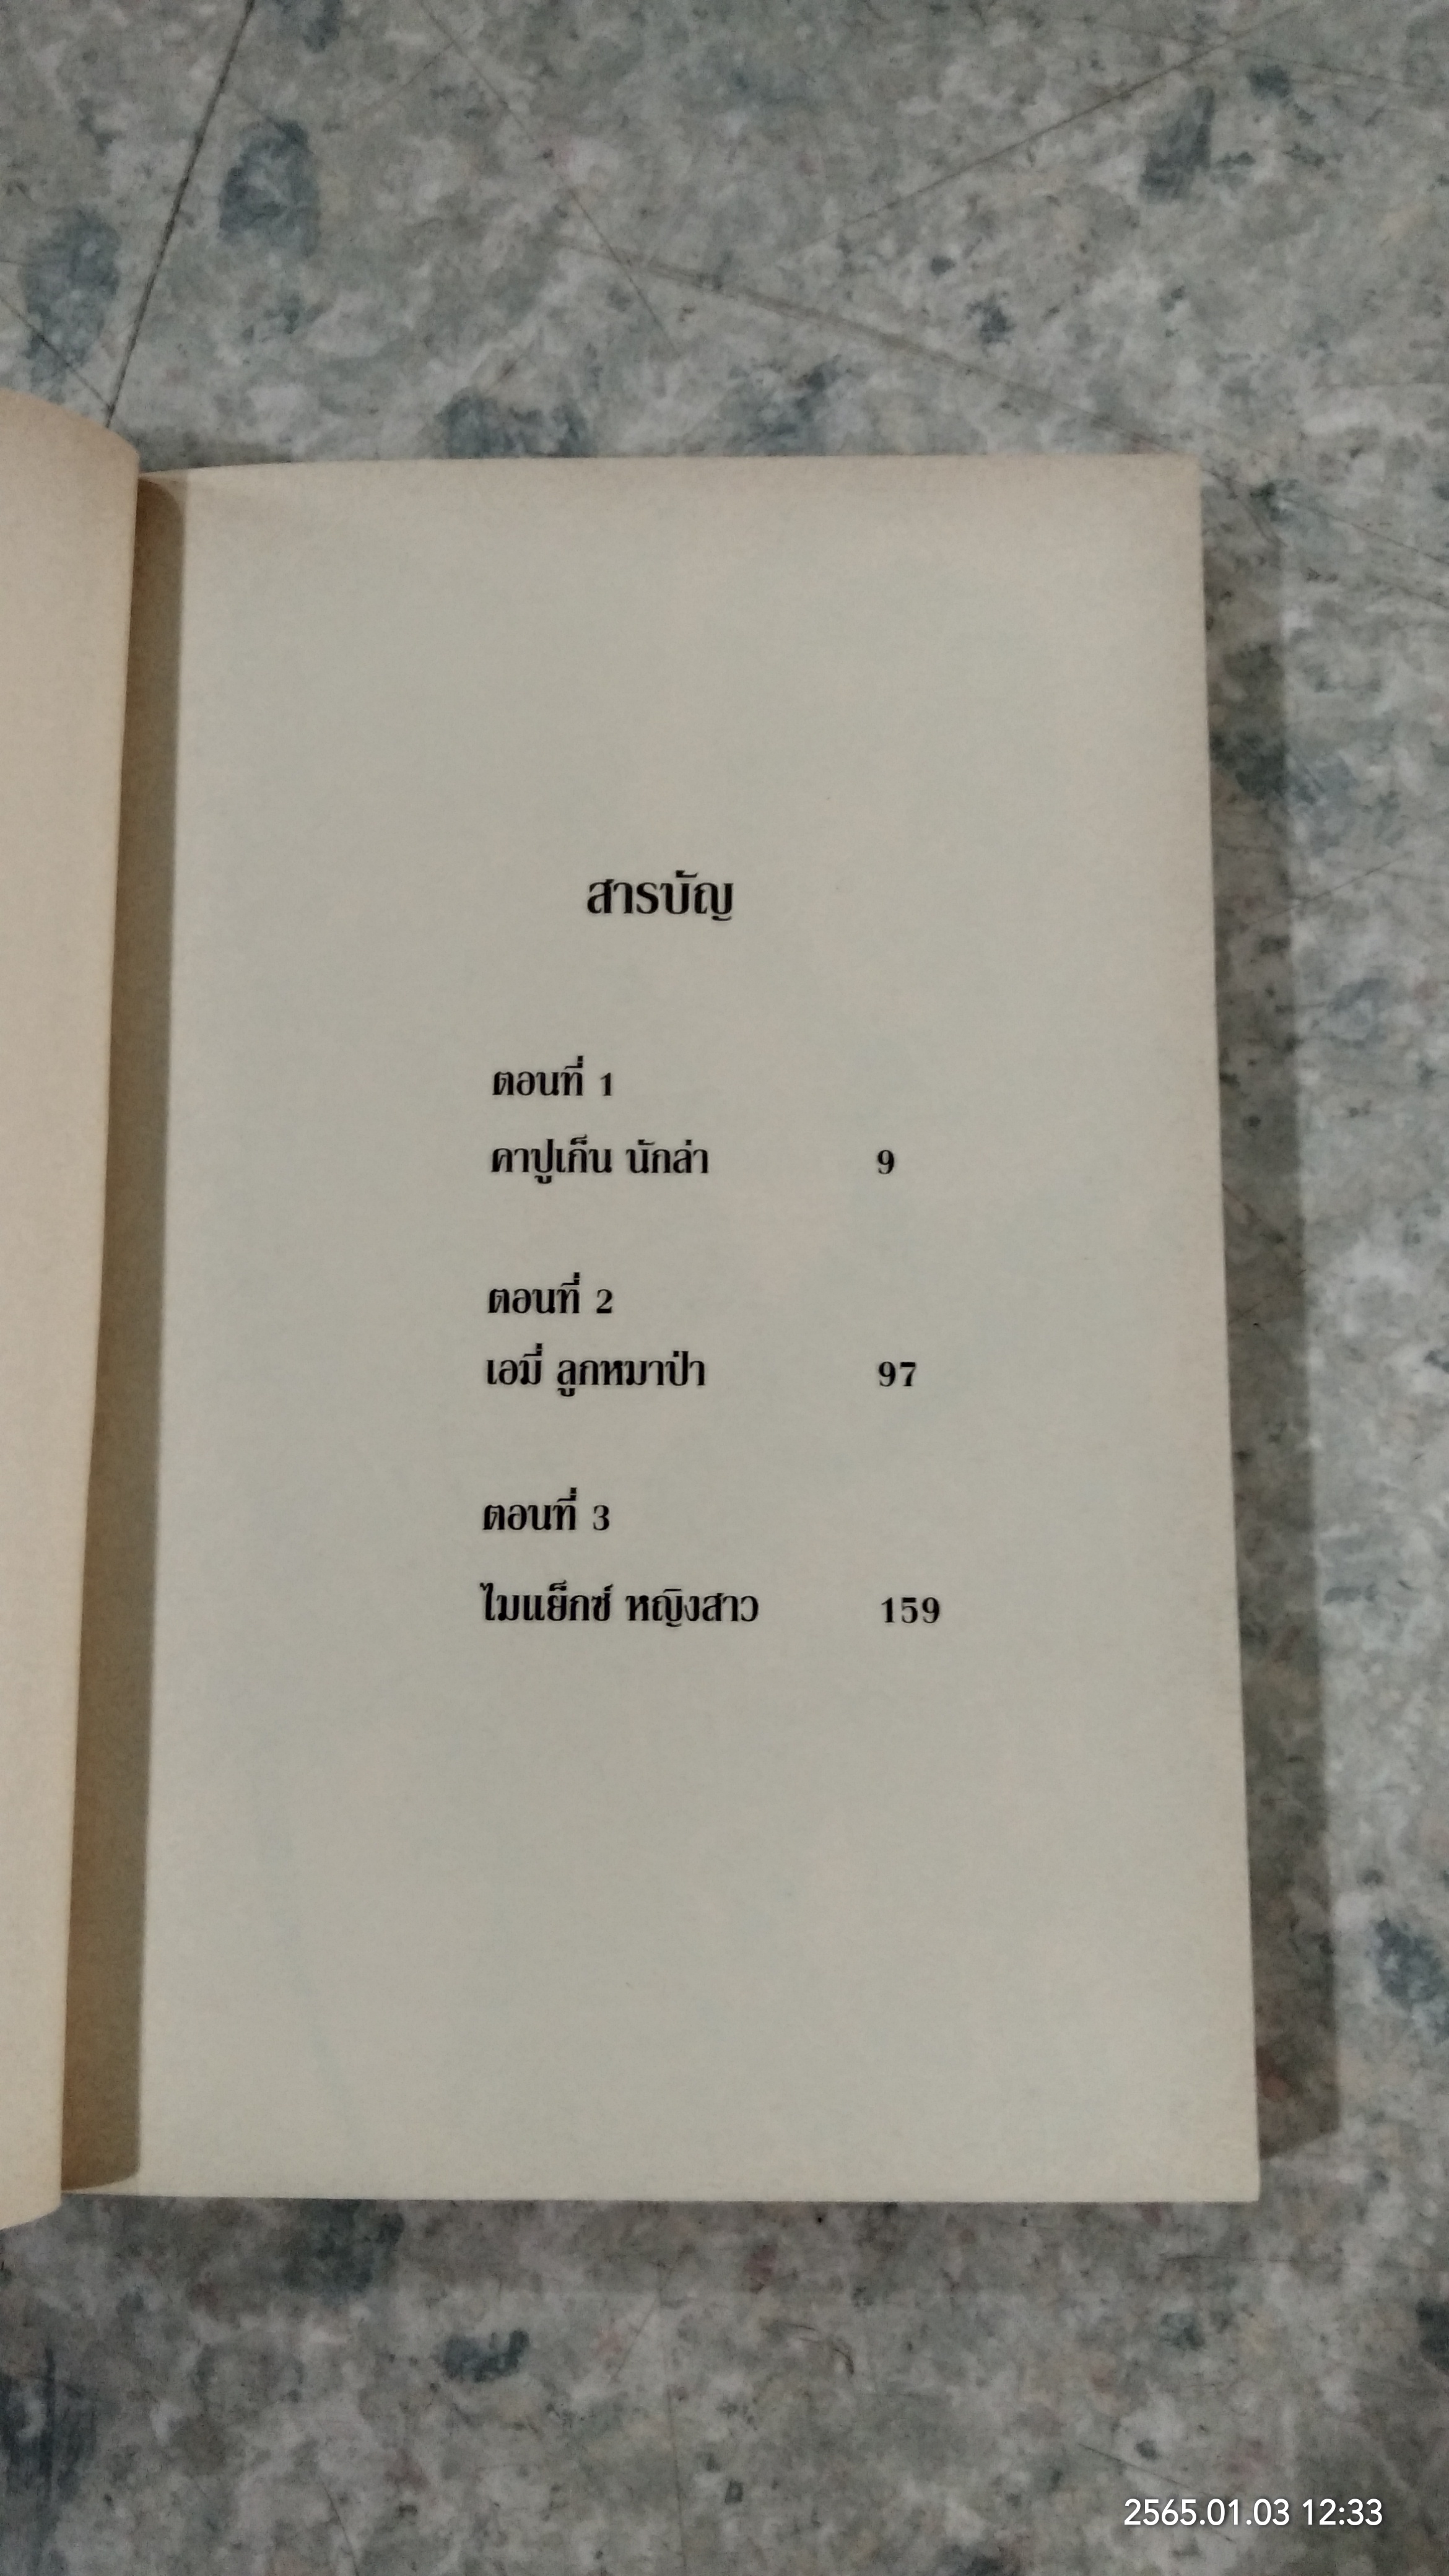 สารบัญ
ตอนที่ 1
คาปูเก็น นักล่า 9
ตอนที่ 2
เอมี่ ลูกหมาป่า 97
ตอนที่ 3
ไมแย็กซ์ หญิงสาว 159
2565.01.03 12:33